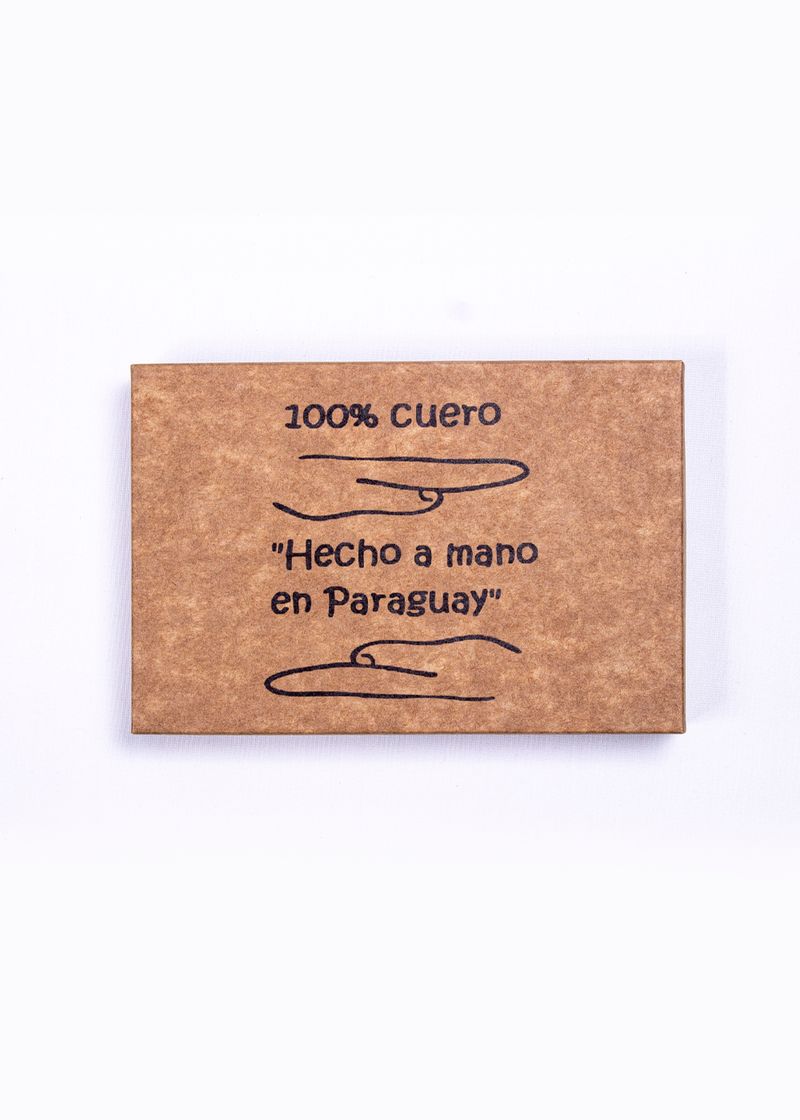 100% cuero
"Hecho a mano
en Paraguay"